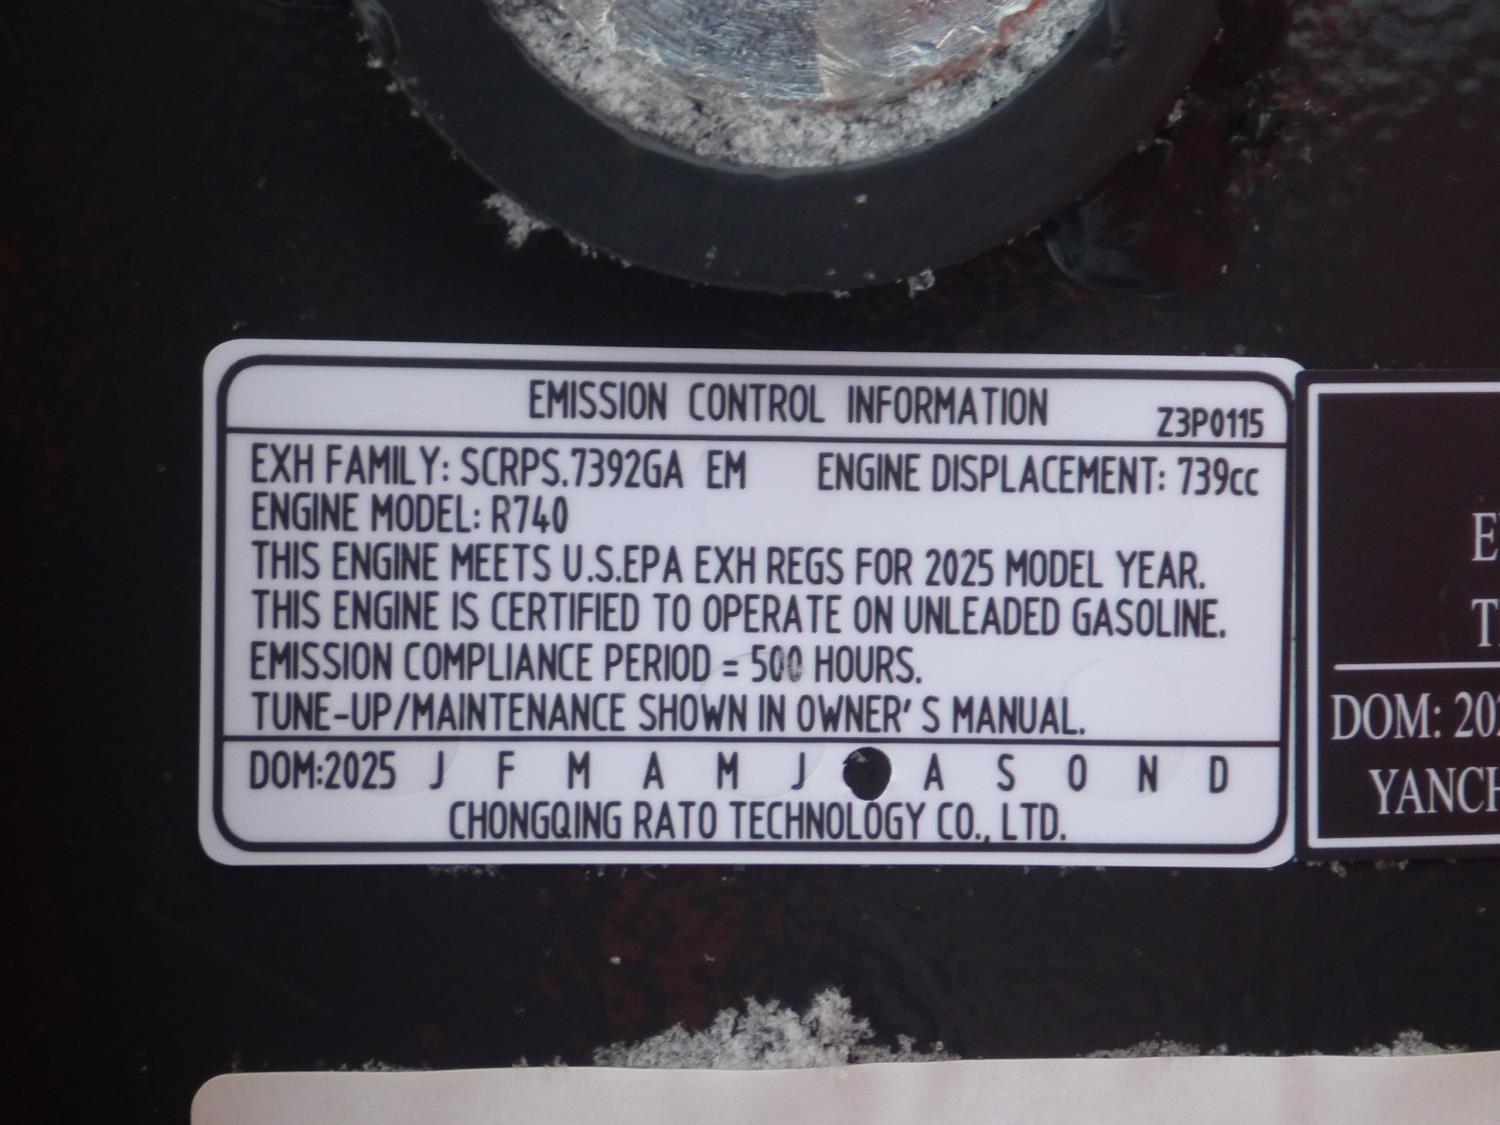 EMISSION CONTROL INFORMATION
Z3P0115
EXH FAMILY: SCRPS.7392GA EM ENGINE DISPLACEMENT: 739cc
ENGINE MODEL: R740
THIS ENGINE MEETS U.S.EPA EXH REGS FOR 2025 MODEL YEAR.
THIS ENGINE IS CERTIFIED TO OPERATE ON UNLEADED GASOLINE.
EMISSION COMPLIANCE PERIOD = 500 HOURS.
TUNE-UP/MAINTENANCE SHOWN IN OWNER' S MANUAL.
DOM:2025 J F M A M J A S O N D
CHONGQING RATO TECHNOLOGY CO., LTD.
DOM: